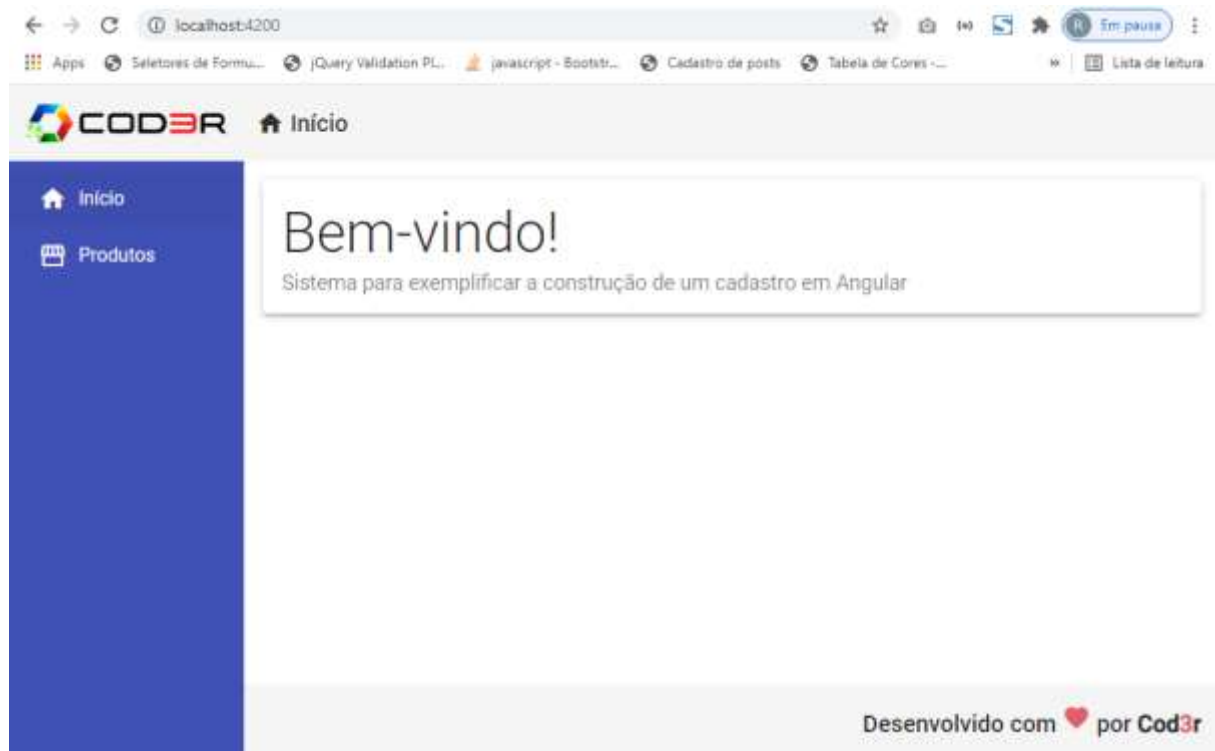 localhost:4200
Em pausa
Apps Seletores de Formu... jQuery Validation PL... javascript - Bootstr... Cadastro de posts Tabela de Cores -... » Lista de leitura
COD3R Início
Início
Produtos
Bem-vindo!
Sistema para exemplificar a construção de um cadastro em Angular
Desenvolvido com ❤ por Cod3r